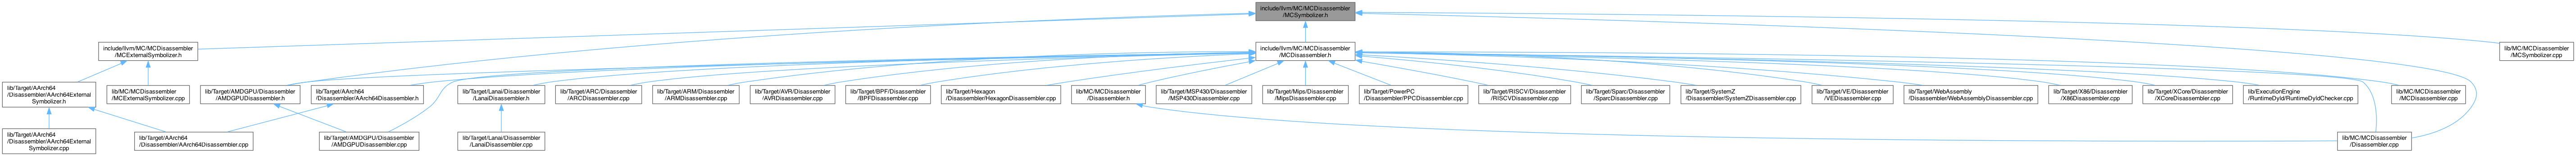 include/llvm/MC/MCDisassembler
/MCSymbolizer.h
include/llvm/MC/MCDisassembler
/MCExternalSymbolizer.h
include/llvm/MC/MCDisassembler
/MCDisassembler.h
lib/MC/MCDisassembler
/MCSymbolizer.cpp
lib/Target/AArch64
/Disassembler/AArch64External
Symbolizer.h
lib/MC/MCDisassembler
/MCExternalSymbolizer.cpp
lib/Target/AMDGPU/Disassembler
/AMDGPUDisassembler.h
lib/Target/AArch64
/Disassembler/AArch64Disassembler.h
lib/Target/Lanai/Disassembler
/LanaiDisassembler.h
lib/Target/ARC/Disassembler
/ARCDisassembler.cpp
lib/Target/ARM/Disassembler
/ARMDisassembler.cpp
lib/Target/AVR/Disassembler
/AVRDisassembler.cpp
lib/Target/BPF/Disassembler
/BPFDisassembler.cpp
lib/Target/Hexagon
/Disassembler/HexagonDisassembler.cpp
lib/MC/MCDisassembler
/Disassembler.h
lib/Target/MSP430/Disassembler
/MSP430Disassembler.cpp
lib/Target/Mips/Disassembler
/MipsDisassembler.cpp
lib/Target/PowerPC
/Disassembler/PPCDisassembler.cpp
lib/Target/RISCV/Disassembler
/RISCVDisassembler.cpp
lib/Target/Sparc/Disassembler
/SparcDisassembler.cpp
lib/Target/SystemZ
/Disassembler/SystemZDisassembler.cpp
lib/Target/VE/Disassembler
/VEDisassembler.cpp
lib/Target/WebAssembly
/Disassembler/WebAssemblyDisassembler.cpp
lib/Target/X86/Disassembler
/X86Disassembler.cpp
lib/Target/XCore/Disassembler
/XCoreDisassembler.cpp
lib/ExecutionEngine
/RuntimeDyld/RuntimeDyldChecker.cpp
lib/MC/MCDisassembler
/MCDisassembler.cpp
lib/Target/AArch64
/Disassembler/AArch64External
Symbolizer.cpp
lib/Target/AArch64
/Disassembler/AArch64Disassembler.cpp
lib/Target/AMDGPU/Disassembler
/AMDGPUDisassembler.cpp
lib/Target/Lanai/Disassembler
/LanaiDisassembler.cpp
lib/MC/MCDisassembler
/Disassembler.cpp